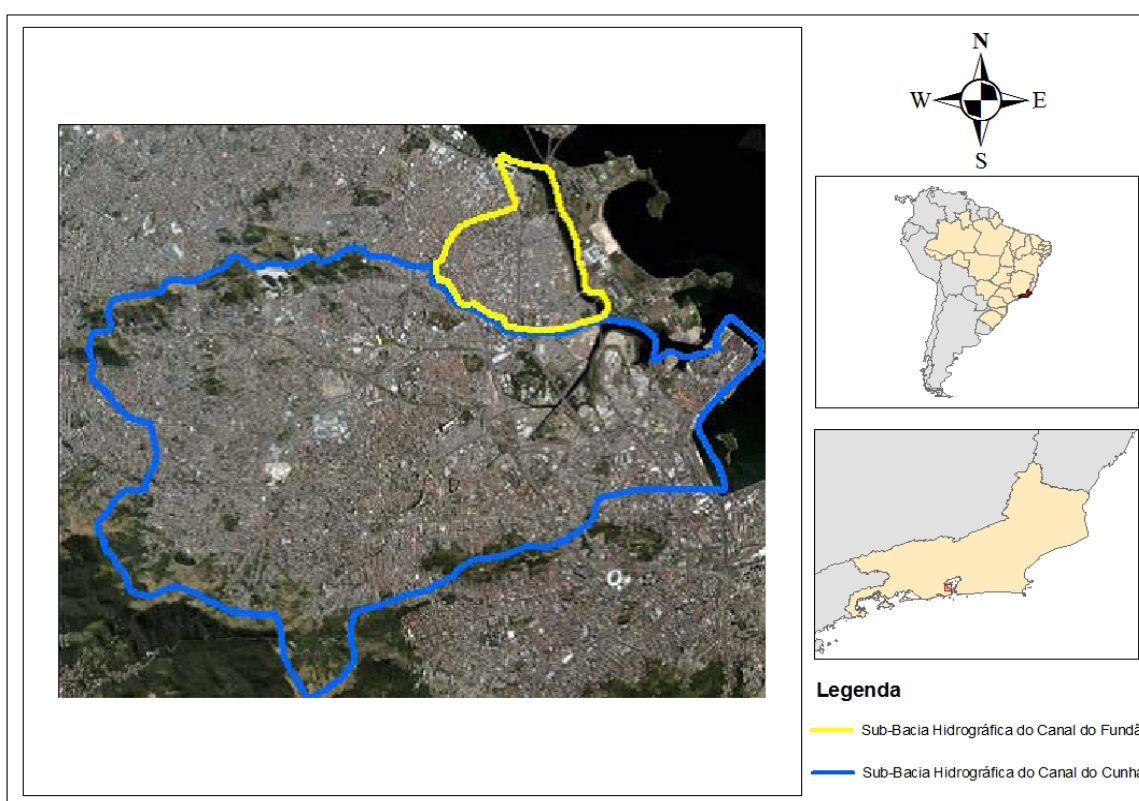 N
W E
S
Legenda
Sub-Bacia Hidrográfica do Canal do Fundã
Sub-Bacia Hidrográfica do Canal do Cunha